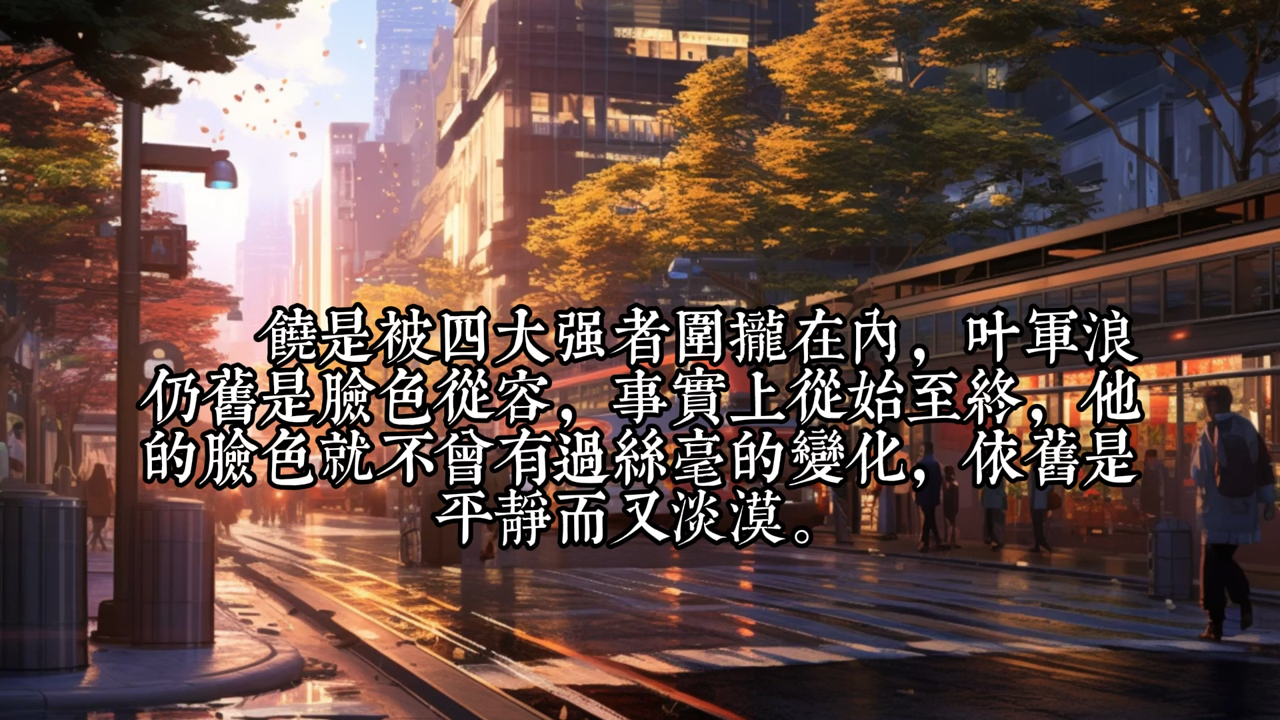 饒是被四大强者圍攏在內，叶軍浪
仍舊是臉色從容，事實上從始至終，他
的臉色就不曾有過絲毫的變化，依舊是
平靜而又淡漠。